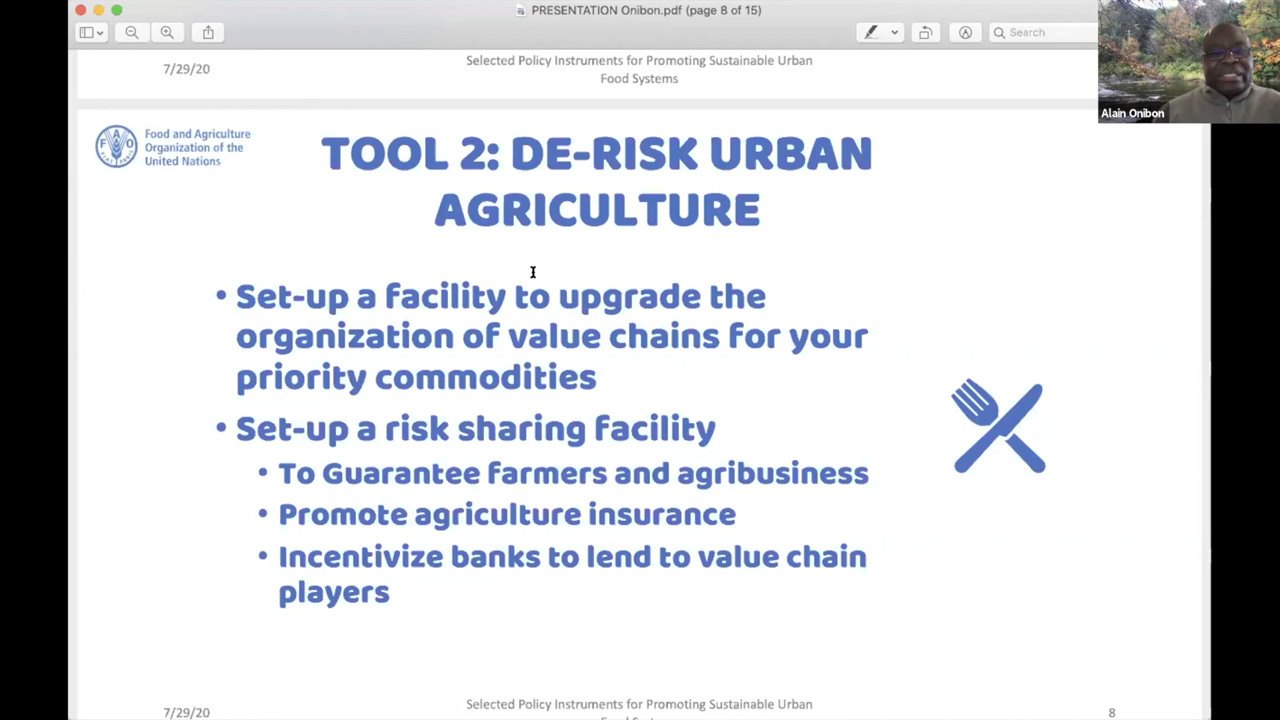 PRESENTATION Onibon.pdf (page 8 of 15)
Search
7/29/20
Selected Policy Instruments for Promoting Sustainable Urban
Food Systems
Alain Onibon
F A O
FIAT PANIS
Food and Agriculture
Organization of the
United Nations
TOOL 2: DE-RISK URBAN
AGRICULTURE
• Set-up a facility to upgrade the
organization of value chains for your
priority commodities
• Set-up a risk sharing facility
• To Guarantee farmers and agribusiness
• Promote agriculture insurance
• Incentivize banks to lend to value chain
players
7/29/20
Selected Policy Instruments for Promoting Sustainable Urban
8